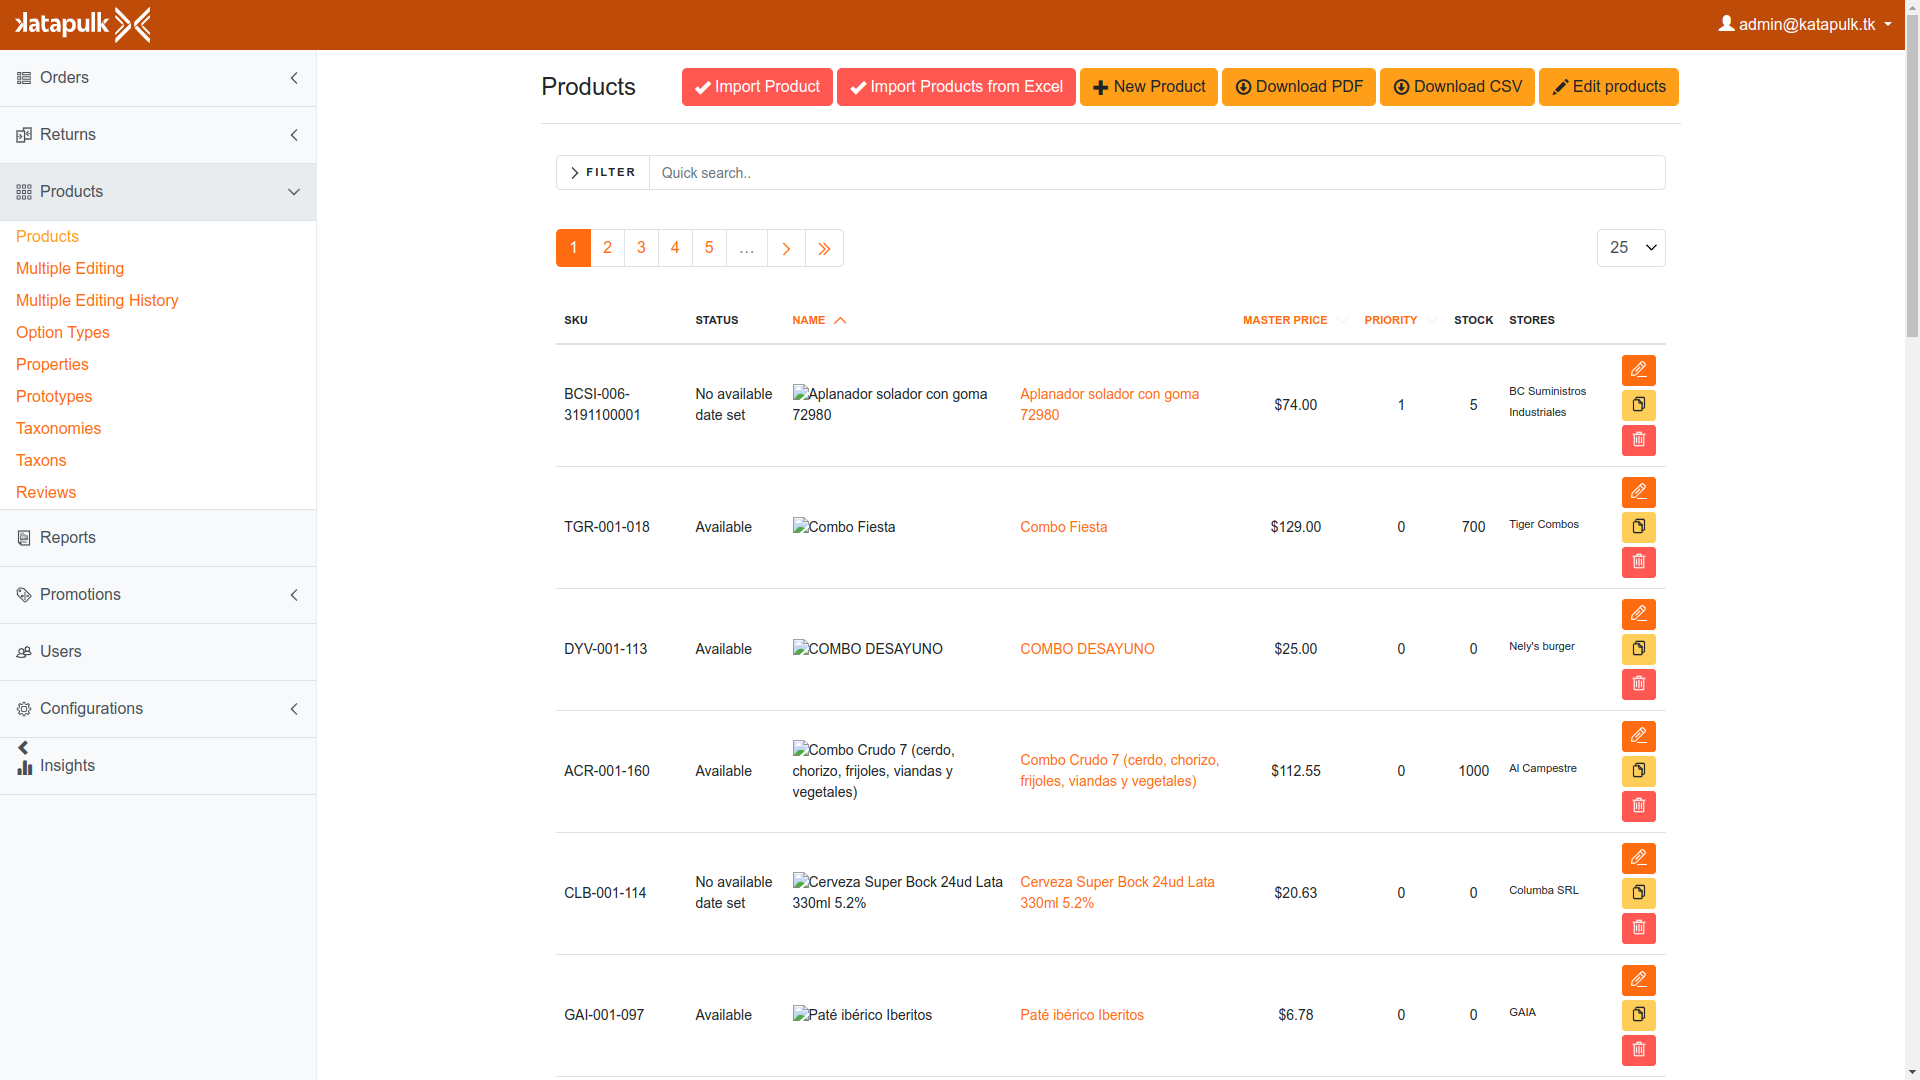 katapulk
admin@katapulk.tk
Orders
Returns
Products
Products
Multiple Editing
Multiple Editing History
Option Types
Properties
Prototypes
Taxonomies
Taxons
Reviews
Reports
Promotions
Users
Configurations
Insights
Products
Import Product
Import Products from Excel
New Product
Download PDF
Download CSV
Edit products
FILTER
Quick search..
1 2 3 4 5 …
25
SKU STATUS NAME MASTER PRICE PRIORITY STOCK STORES
BCSI-006-
3191100001
No available
date set
Aplanador solador con goma
72980
Aplanador solador con goma
72980
$74.00
1
5
BC Suministros
Industriales
TGR-001-018
Available
Combo Fiesta
Combo Fiesta
$129.00
0
700
Tiger Combos
DYV-001-113
Available
COMBO DESAYUNO
COMBO DESAYUNO
$25.00
0
0
Nely's burger
ACR-001-160
Available
Combo Crudo 7 (cerdo,
chorizo, frijoles, viandas y
vegetales)
Combo Crudo 7 (cerdo, chorizo,
frijoles, viandas y vegetales)
$112.55
0
1000
Al Campestre
CLB-001-114
No available
date set
Cerveza Super Bock 24ud Lata
330ml 5.2%
Cerveza Super Bock 24ud Lata
330ml 5.2%
$20.63
0
0
Columba SRL
GAI-001-097
Available
Paté ibérico Iberitos
Paté ibérico Iberitos
$6.78
0
0
GAIA